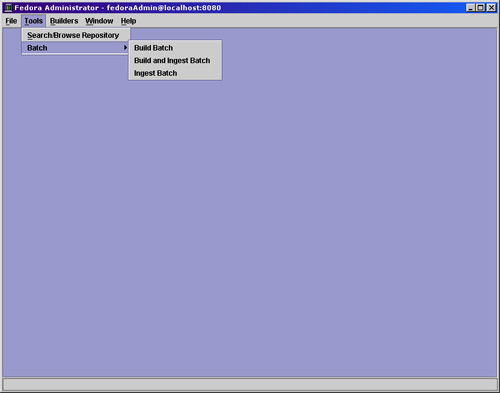 Fedora Administrator - fedoraAdmin@localhost:8080
File Tools Builders Window Help
Search/Browse Repository
Batch
Build Batch
Build and Ingest Batch
Ingest Batch